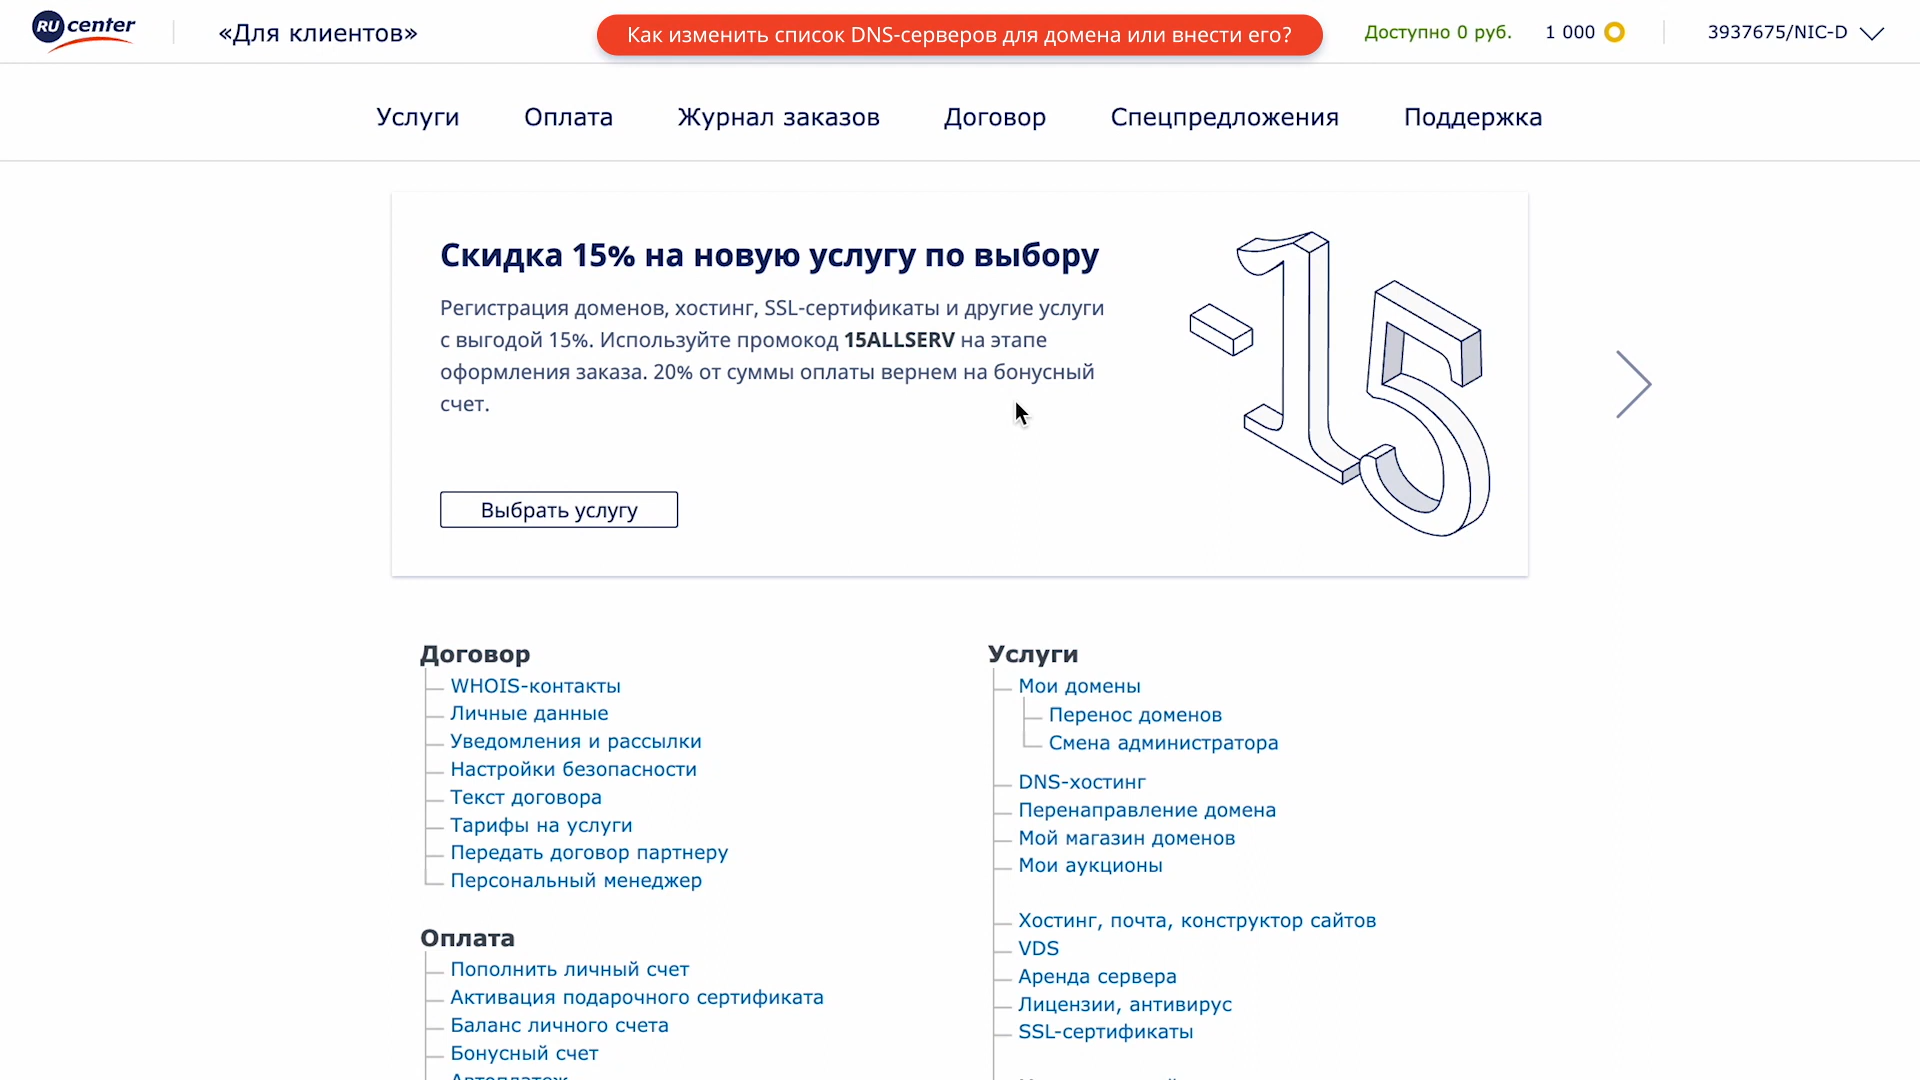 RU center
«Для клиентов»
Как изменить список DNS-серверов для домена или внести его?
Доступно 0 руб.
1 000
3937675/NIC-D
Услуги
Оплата
Журнал заказов
Договор
Спецпредложения
Поддержка
Скидка 15% на новую услугу по выбору
Регистрация доменов, хостинг, SSL-сертификаты и другие услуги
с выгодой 15%. Используйте промокод 15ALLSERV на этапе
оформления заказа. 20% от суммы оплаты вернем на бонусный
счет.
Выбрать услугу
-15
Договор
WHOIS-контакты
Личные данные
Уведомления и рассылки
Настройки безопасности
Текст договора
Тарифы на услуги
Передать договор партнеру
Персональный менеджер
Оплата
Пополнить личный счет
Активация подарочного сертификата
Баланс личного счета
Бонусный счет
Автоплатеж
Услуги
Мои домены
Перенос доменов
Смена администратора
DNS-хостинг
Перенаправление домена
Мой магазин доменов
Мои аукционы
Хостинг, почта, конструктор сайтов
VDS
Аренда сервера
Лицензии, антивирус
SSL-сертификаты